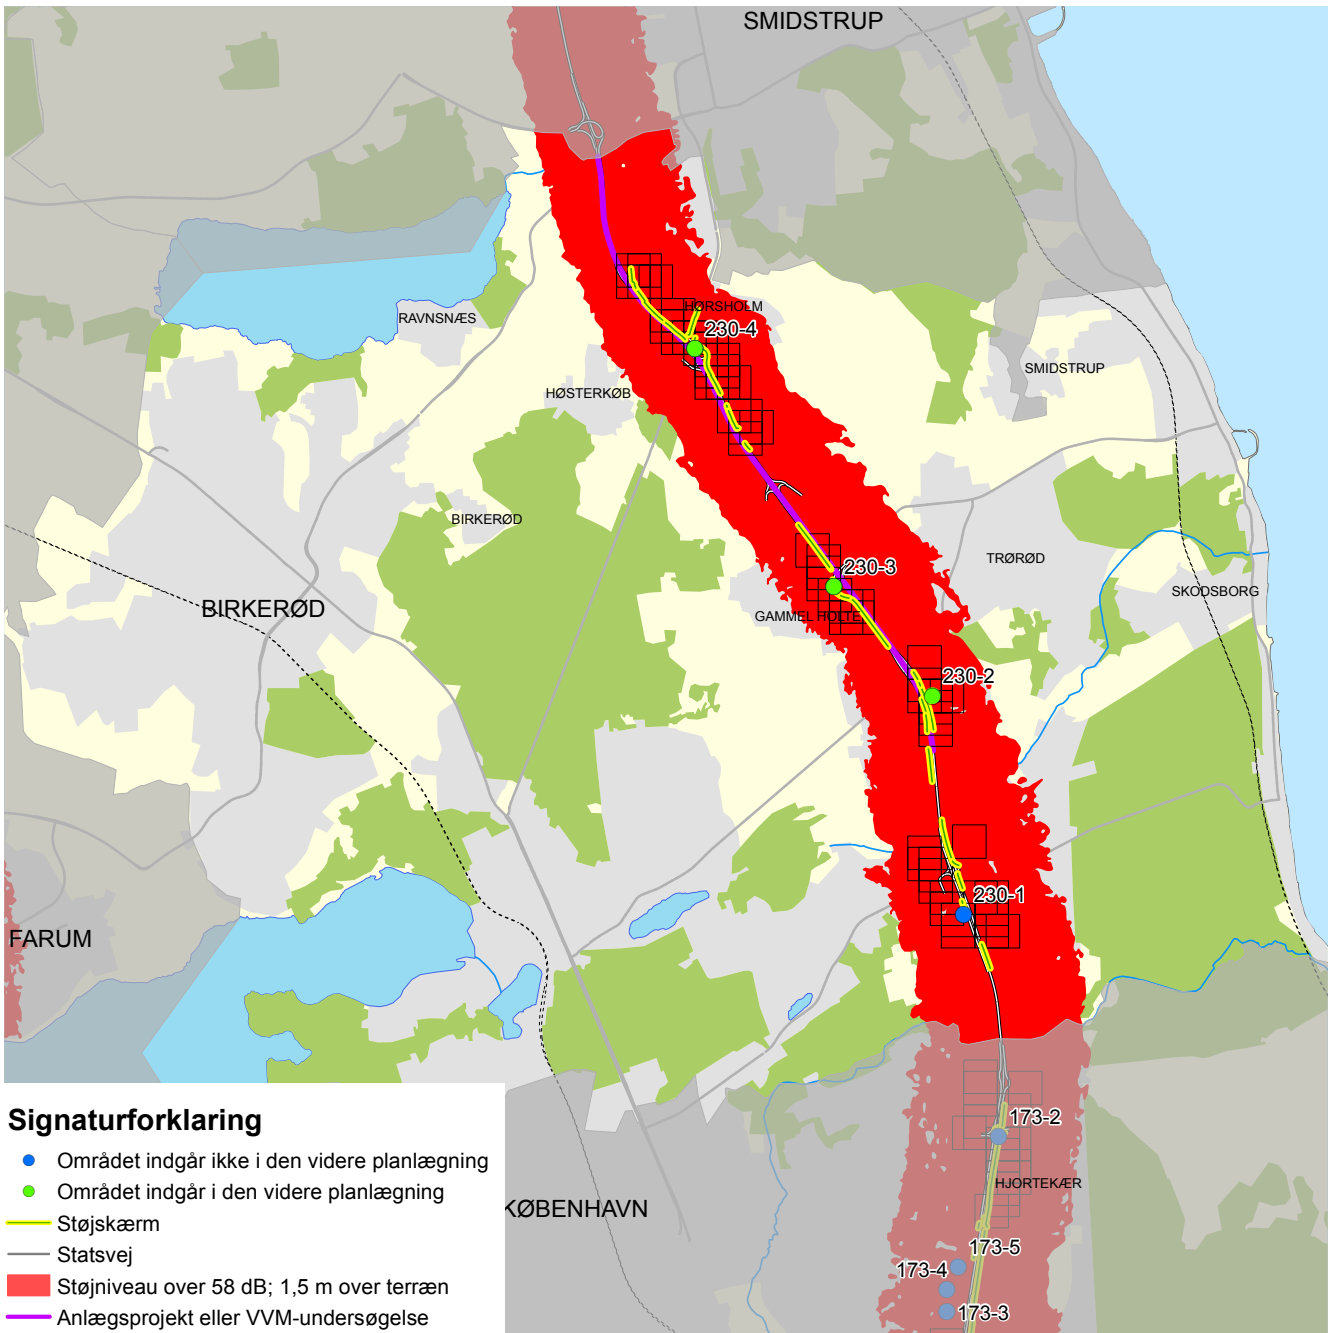 SMIDSTRUP
RAVNSNÆS
HØRSHOLM
230-4
SMIDSTRUP
HØSTERKØB
BIRKERØD
TRØRØD
230-3
SKODSBORG
BIRKERØD
GAMMEL HOLTE
230-2
230-1
FARUM
173-2
HJORTEKÆR
KØBENHAVN
173-5
173-4
173-3
Signaturforklaring
Området indgår ikke i den videre planlægning
Området indgår i den videre planlægning
Støjskærm
Statsvej
Støjniveau over 58 dB; 1,5 m over terræn
Anlægsprojekt eller VVM-undersøgelse